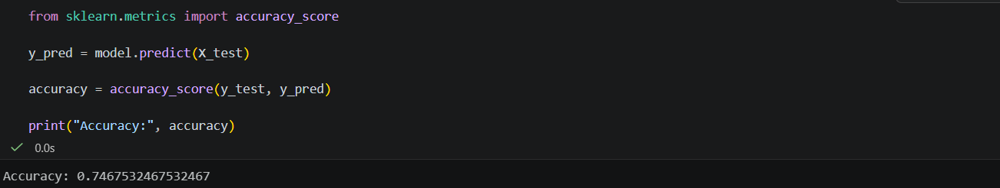 from sklearn.metrics import accuracy_score
y_pred = model.predict(X_test)
accuracy = accuracy_score(y_test, y_pred)
print("Accuracy:", accuracy)
0.0s
Accuracy: 0.7467532467532467